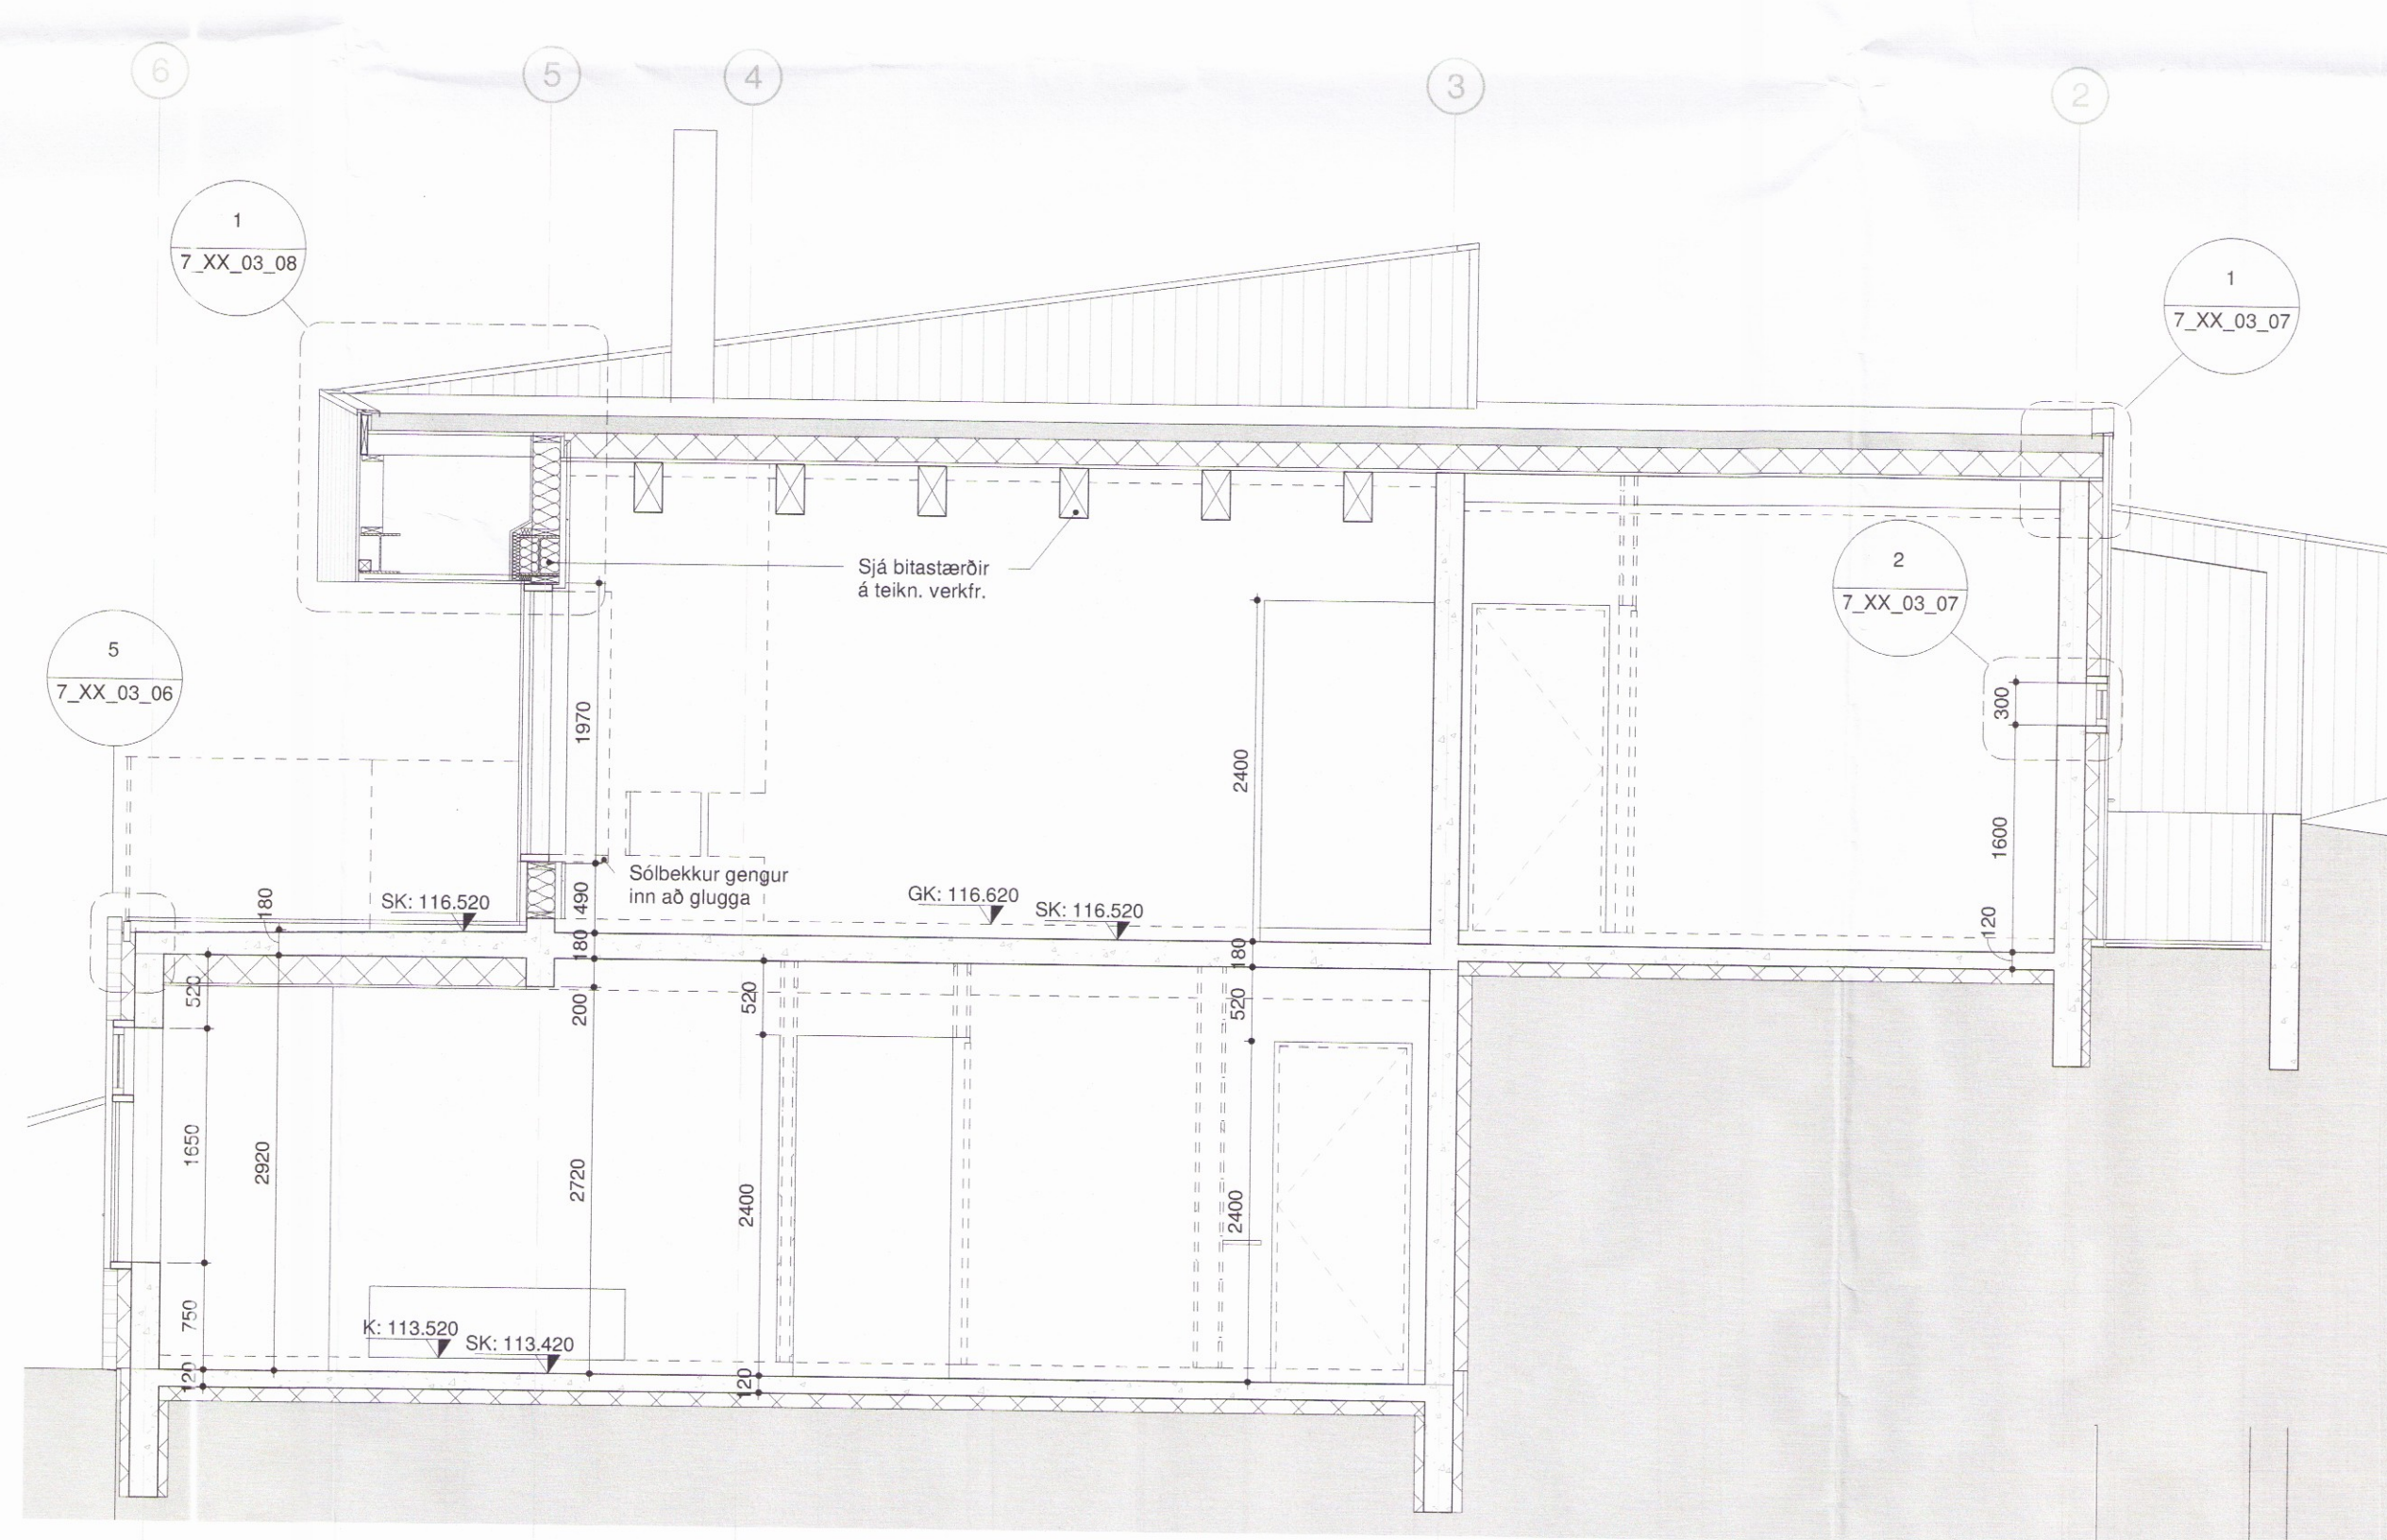 6
5
4
3
2
1
7_XX_03_08
1
7_XX_03_07
Sjá bitastærðir
á teikn. verkfr.
2
7_XX_03_07
5
7_XX_03_06
300
1970
2400
1600
Sólbekkur gengur
inn að glugga
180
SK: 116.520
490
GK: 116.620
SK: 116.520
120
180
180
520
200
520
520
1650
2920
2720
2400
2400
750
K: 113.520
SK: 113.420
120
120